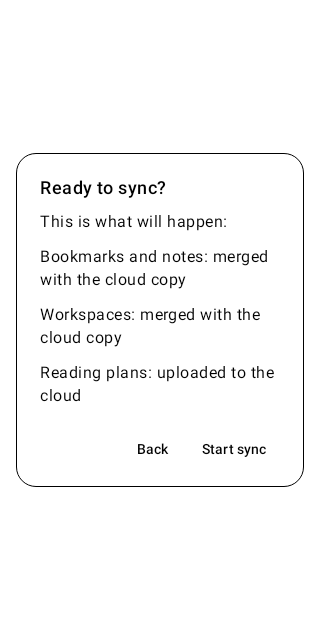 Ready to sync?
This is what will happen:
Bookmarks and notes: merged
with the cloud copy
Workspaces: merged with the
cloud copy
Reading plans: uploaded to the
cloud
Back Start sync